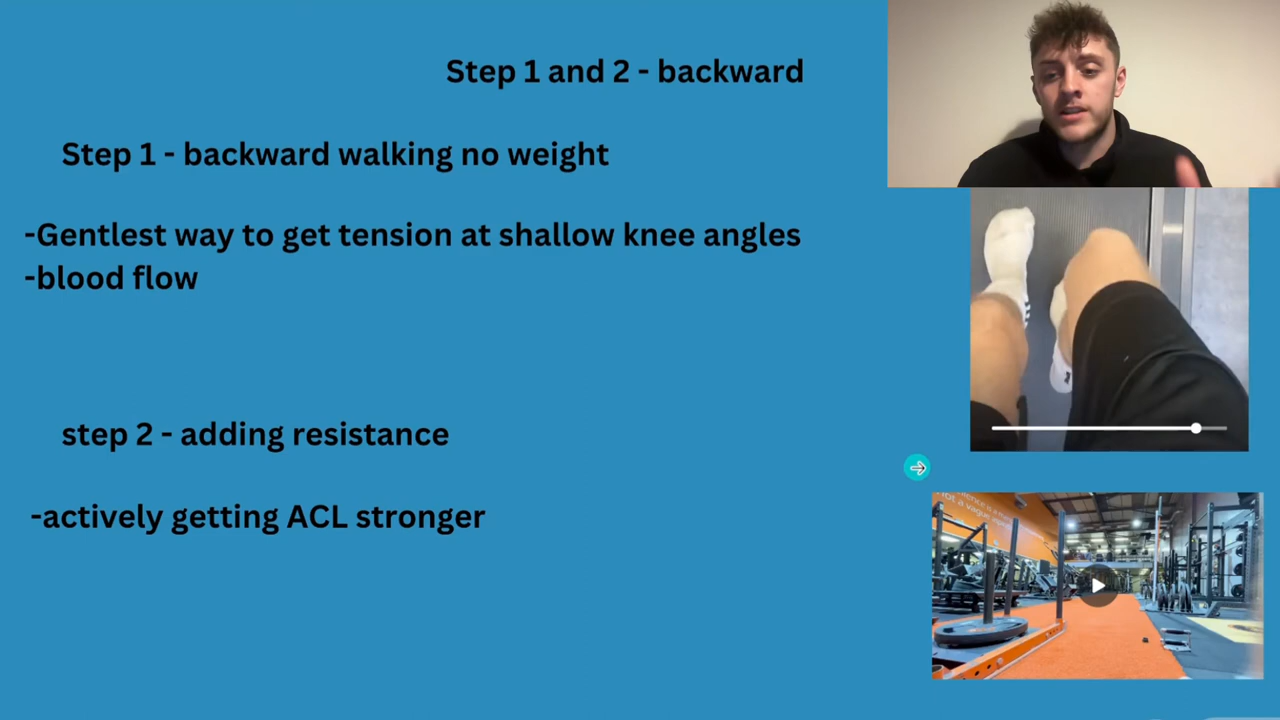 Step 1 and 2 - backward
Step 1 - backward walking no weight
-Gentlest way to get tension at shallow knee angles
-blood flow
step 2 - adding resistance
-actively getting ACL stronger